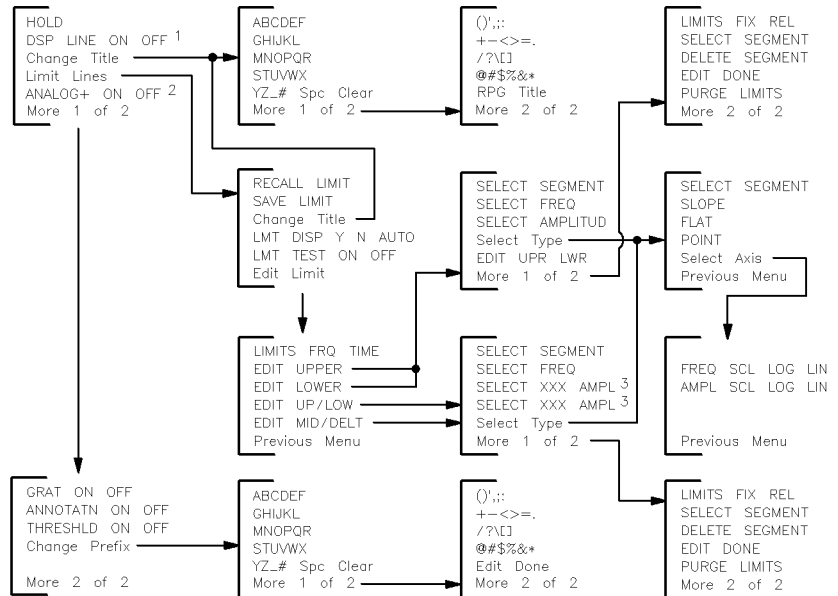 HOLD
DSP LINE ON OFF 1
Change Title
Limit Lines
ANALOG+ ON OFF 2
More 1 of 2
ABCDEF
GHIJKL
MNOPQR
STUVWX
YZ_# Spc Clear
More 1 of 2
()',;:
+-<>=.
/?\[]
@#$%&*
RPG Title
More 2 of 2
LIMITS FIX REL
SELECT SEGMENT
DELETE SEGMENT
EDIT DONE
PURGE LIMITS
More 2 of 2
RECALL LIMIT
SAVE LIMIT
Change Title
LMT DISP Y N AUTO
LMT TEST ON OFF
Edit Limit
SELECT SEGMENT
SELECT FREQ
SELECT AMPLITUD
Select Type
EDIT UPR LWR
More 1 of 2
SELECT SEGMENT
SLOPE
FLAT
POINT
Select Axis
Previous Menu
LIMITS FRQ TIME
EDIT UPPER
EDIT LOWER
EDIT UP/LOW
EDIT MID/DELT
Previous Menu
SELECT SEGMENT
SELECT FREQ
SELECT XXX AMPL 3
SELECT XXX AMPL 3
Select Type
More 1 of 2
FREQ SCL LOG LIN
AMPL SCL LOG LIN
Previous Menu
GRAT ON OFF
ANNOTATN ON OFF
THRESHLD ON OFF
Change Prefix
More 2 of 2
ABCDEF
GHIJKL
MNOPQR
STUVWX
YZ_# Spc Clear
More 1 of 2
()',;:
+-<>=.
/?\[]
@#$%&*
Edit Done
More 2 of 2
LIMITS FIX REL
SELECT SEGMENT
DELETE SEGMENT
EDIT DONE
PURGE LIMITS
More 2 of 2